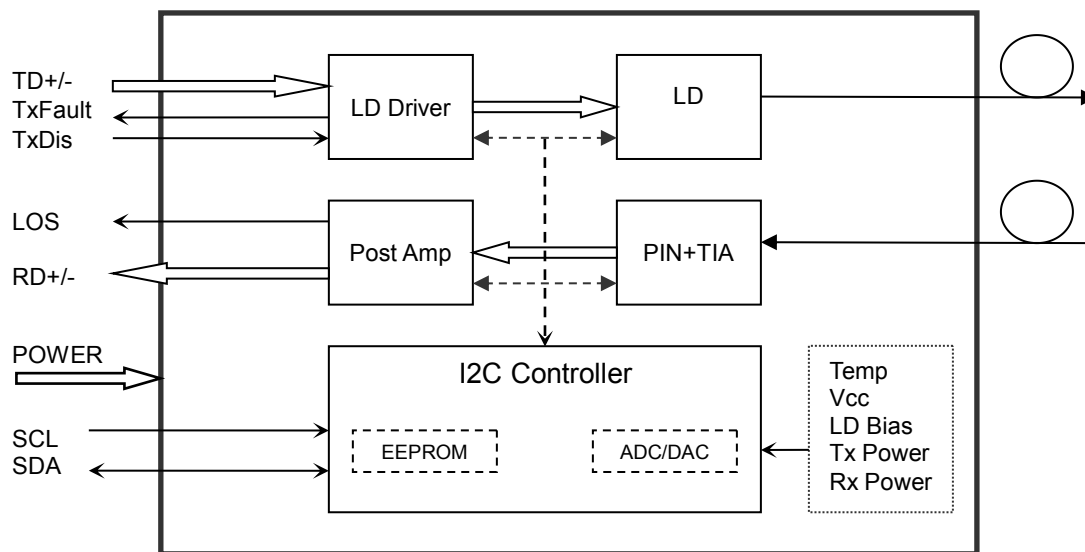 TD+/-
TxFault
TxDis
LD Driver
LD
LOS
RD+/-
Post Amp
PIN+TIA
POWER
SCL
SDA
I2C Controller
EEPROM
ADC/DAC
Temp
Vcc
LD Bias
Tx Power
Rx Power